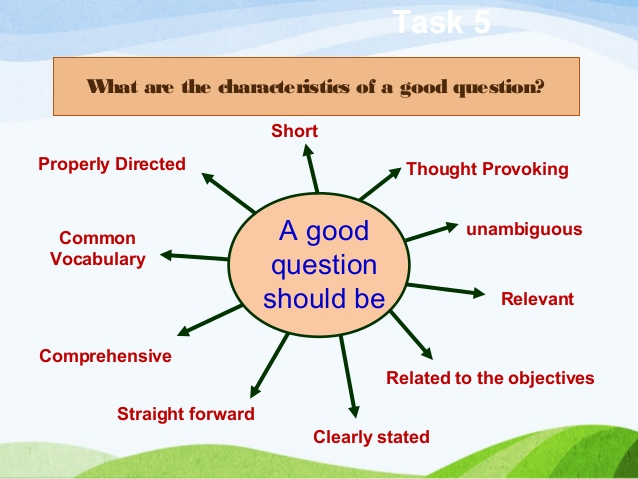 Task 5
What are the characteristics of a good question?
Short
Properly Directed
Thought Provoking
Common
Vocabulary
unambiguous
A good
question
should be
Relevant
Comprehensive
Related to the objectives
Straight forward
Clearly stated